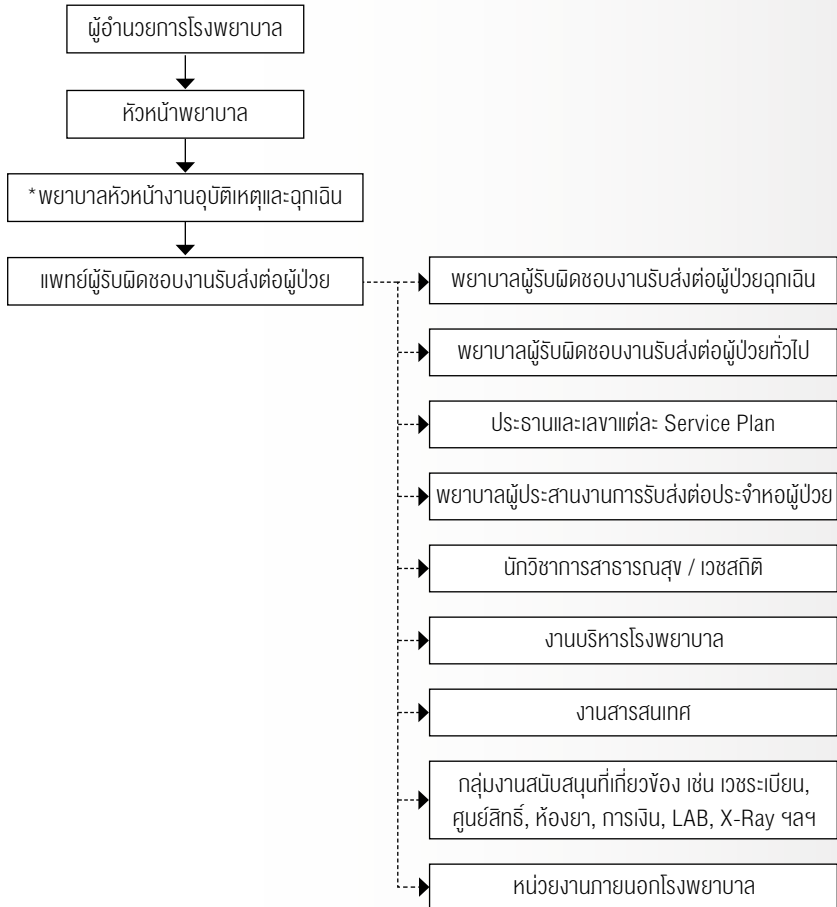 ผู้อำนวยการโรงพยาบาล
หัวหน้าพยาบาล
*พยาบาลหัวหน้างานอุบัติเหตุและฉุกเฉิน
แพทย์ผู้รับผิดชอบงานรับส่งต่อผู้ป่วย
พยาบาลผู้รับผิดชอบงานรับส่งต่อผู้ป่วยฉุกเฉิน
พยาบาลผู้รับผิดชอบงานรับส่งต่อผู้ป่วยทั่วไป
ประธานและเลขาแต่ละ Service Plan
พยาบาลผู้ประสานงานการรับส่งต่อประจำหอผู้ป่วย
นักวิชาการสาธารณสุข / เวชสถิติ
งานบริหารโรงพยาบาล
งานสารสนเทศ
กลุ่มงานสนับสนุนที่เกี่ยวข้อง เช่น เวชระเบียน,
ศูนย์สิทธิ์, ห้องยา, การเงิน, LAB, X-Ray ฯลฯ
หน่วยงานภายนอกโรงพยาบาล